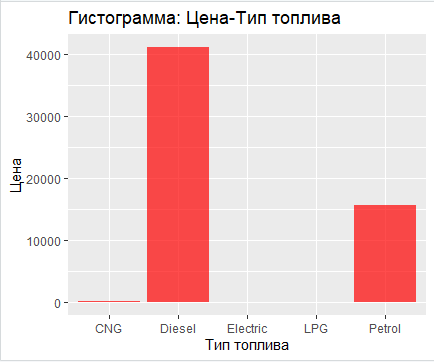 Гистограмма: Цена-Тип топлива
Цена
40000
30000
20000
10000
0
CNG Diesel Electric LPG Petrol
Тип топлива